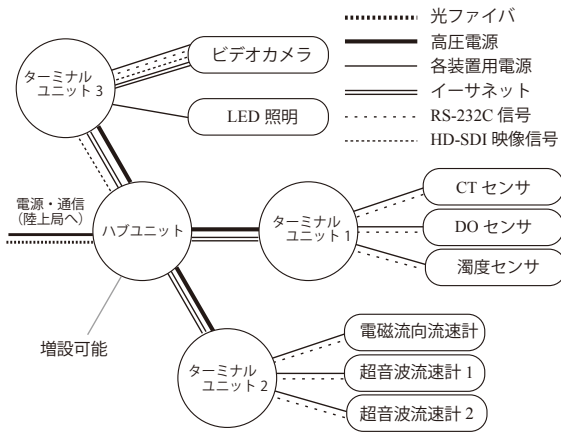 光ファイバ
高圧電源
各装置用電源
イーサネット
RS-232C 信号
HD-SDI 映像信号
ビデオカメラ
LED 照明
ターミナル
ユニット 3
電源・通信
(陸上局へ)
ハブユニット
増設可能
ターミナル
ユニット 1
CT センサ
DO センサ
濁度センサ
ターミナル
ユニット 2
電磁流向流速計
超音波流速計 1
超音波流速計 2